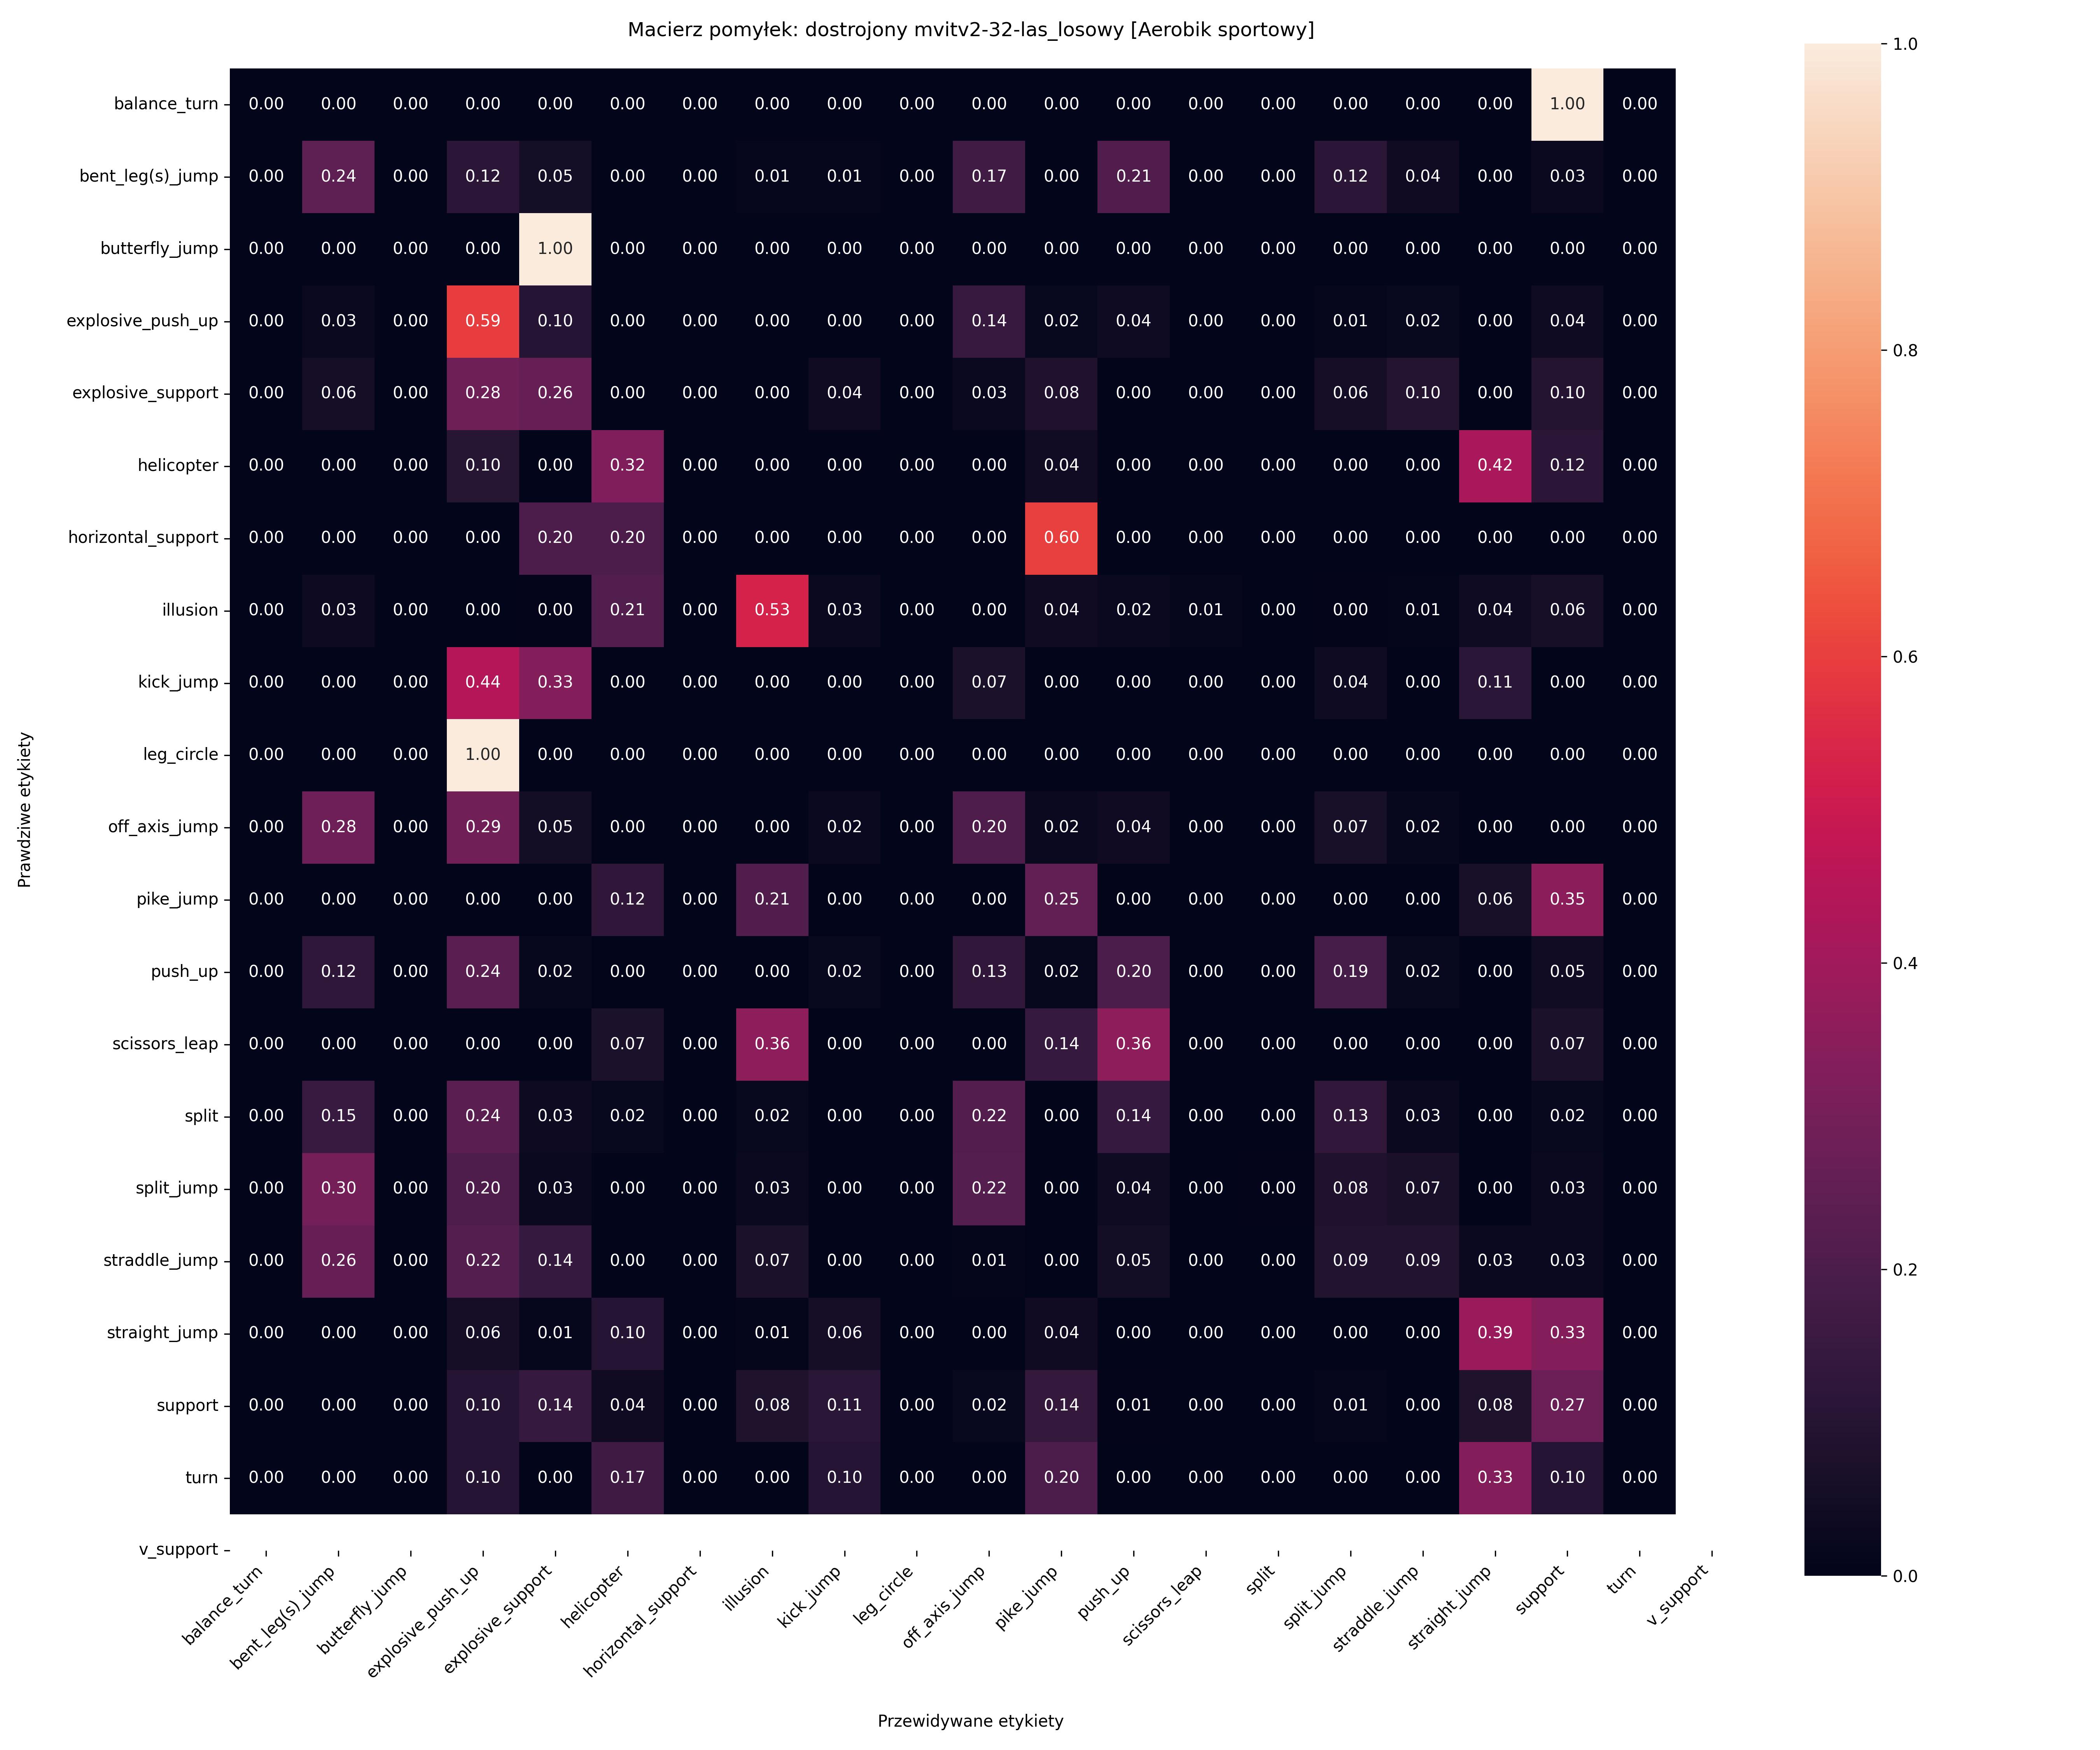 Macierz pomyłek: dostrojony mvitv2-32-las_losowy [Aerobik sportowy]
1.0
balance_turn 0.00 0.00 0.00 0.00 0.00 0.00 0.00 0.00 0.00 0.00 0.00 0.00 0.00 0.00 0.00 0.00 0.00 0.00 1.00 0.00
bent_leg(s)_jump 0.00 0.24 0.00 0.12 0.05 0.00 0.00 0.01 0.01 0.00 0.17 0.00 0.21 0.00 0.00 0.12 0.04 0.00 0.03 0.00
butterfly_jump 0.00 0.00 0.00 0.00 1.00 0.00 0.00 0.00 0.00 0.00 0.00 0.00 0.00 0.00 0.00 0.00 0.00 0.00 0.00 0.00
explosive_push_up 0.00 0.03 0.00 0.59 0.10 0.00 0.00 0.00 0.00 0.00 0.14 0.02 0.04 0.00 0.00 0.01 0.02 0.00 0.04 0.00
0.8
explosive_support 0.00 0.06 0.00 0.28 0.26 0.00 0.00 0.00 0.04 0.00 0.03 0.08 0.00 0.00 0.00 0.06 0.10 0.00 0.10 0.00
helicopter 0.00 0.00 0.00 0.10 0.00 0.32 0.00 0.00 0.00 0.00 0.00 0.04 0.00 0.00 0.00 0.00 0.00 0.42 0.12 0.00
horizontal_support 0.00 0.00 0.00 0.00 0.20 0.20 0.00 0.00 0.00 0.00 0.00 0.60 0.00 0.00 0.00 0.00 0.00 0.00 0.00 0.00
illusion 0.00 0.03 0.00 0.00 0.00 0.21 0.00 0.53 0.03 0.00 0.00 0.04 0.02 0.01 0.00 0.00 0.01 0.04 0.06 0.00
0.6
kick_jump 0.00 0.00 0.00 0.44 0.33 0.00 0.00 0.00 0.00 0.00 0.07 0.00 0.00 0.00 0.00 0.04 0.00 0.11 0.00 0.00
leg_circle 0.00 0.00 0.00 1.00 0.00 0.00 0.00 0.00 0.00 0.00 0.00 0.00 0.00 0.00 0.00 0.00 0.00 0.00 0.00 0.00
Prawdziwe etykiety
off_axis_jump 0.00 0.28 0.00 0.29 0.05 0.00 0.00 0.00 0.02 0.00 0.20 0.02 0.04 0.00 0.00 0.07 0.02 0.00 0.00 0.00
pike_jump 0.00 0.00 0.00 0.00 0.00 0.12 0.00 0.21 0.00 0.00 0.00 0.25 0.00 0.00 0.00 0.00 0.00 0.06 0.35 0.00
0.4
push_up 0.00 0.12 0.00 0.24 0.02 0.00 0.00 0.00 0.02 0.00 0.13 0.02 0.20 0.00 0.00 0.19 0.02 0.00 0.05 0.00
scissors_leap 0.00 0.00 0.00 0.00 0.00 0.07 0.00 0.36 0.00 0.00 0.00 0.14 0.36 0.00 0.00 0.00 0.00 0.00 0.07 0.00
split 0.00 0.15 0.00 0.24 0.03 0.02 0.00 0.02 0.00 0.00 0.22 0.00 0.14 0.00 0.00 0.13 0.03 0.00 0.02 0.00
split_jump 0.00 0.30 0.00 0.20 0.03 0.00 0.00 0.03 0.00 0.00 0.22 0.00 0.04 0.00 0.00 0.08 0.07 0.00 0.03 0.00
straddle_jump 0.00 0.26 0.00 0.22 0.14 0.00 0.00 0.07 0.00 0.00 0.01 0.00 0.05 0.00 0.00 0.09 0.09 0.03 0.03 0.00
0.2
straight_jump 0.00 0.00 0.00 0.06 0.01 0.10 0.00 0.01 0.06 0.00 0.00 0.04 0.00 0.00 0.00 0.00 0.00 0.39 0.33 0.00
support 0.00 0.00 0.00 0.10 0.14 0.04 0.00 0.08 0.11 0.00 0.02 0.14 0.01 0.00 0.00 0.01 0.00 0.08 0.27 0.00
turn 0.00 0.00 0.00 0.10 0.00 0.17 0.00 0.00 0.10 0.00 0.00 0.20 0.00 0.00 0.00 0.00 0.00 0.33 0.10 0.00
v_support
0.0
balance_turn
bent_leg(s)_jump
butterfly_jump
explosive_push_up
explosive_support
helicopter
horizontal_support
illusion
kick_jump
leg_circle
off_axis_jump
pike_jump
push_up
scissors_leap
split
split_jump
straddle_jump
straight_jump
support
turn
v_support
Przewidywane etykiety